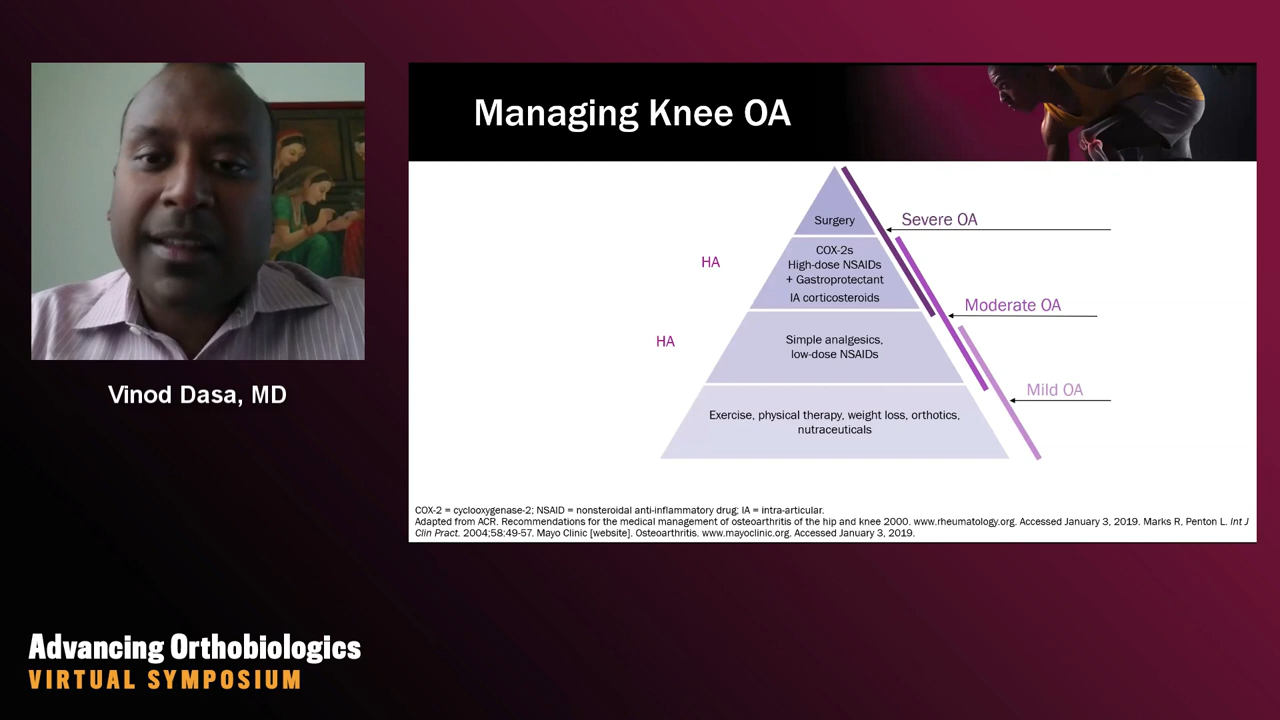 Managing Knee OA
Surgery
Severe OA
HA
COX-2s
High-dose NSAIDs
+ Gastroprotectant
IA corticosteroids
Moderate OA
HA
Simple analgesics,
low-dose NSAIDs
Mild OA
Exercise, physical therapy, weight loss, orthotics,
nutraceuticals
COX-2 = cyclooxygenase-2; NSAID = nonsteroidal anti-inflammatory drug; IA = intra-articular.
Adapted from ACR. Recommendations for the medical management of osteoarthritis of the hip and knee 2000. www.rheumatology.org. Accessed January 3, 2019. Marks R, Penton L. Int J
Clin Pract. 2004;58:49-57. Mayo Clinic [website]. Osteoarthritis. www.mayoclinic.org. Accessed January 3, 2019.
Vinod Dasa, MD
Advancing Orthobiologics
VIRTUAL SYMPOSIUM